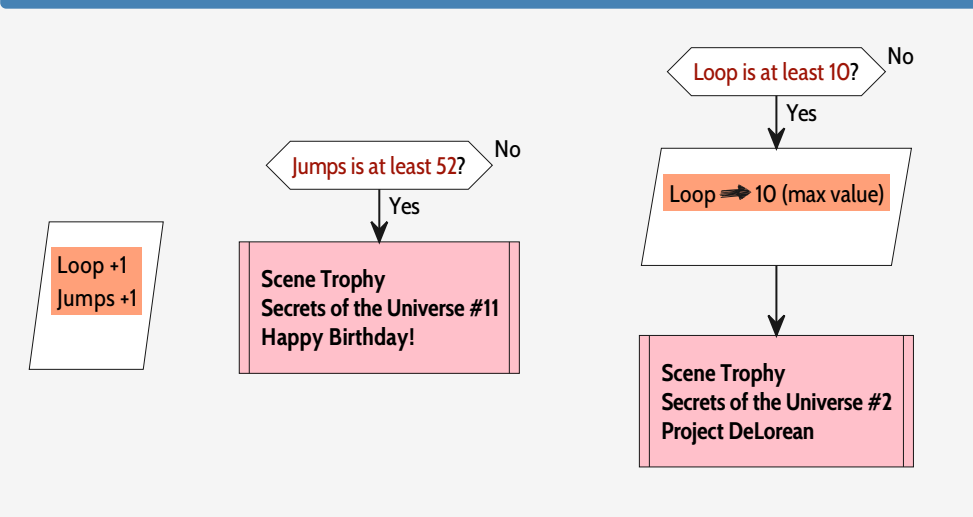 Loop +1
Jumps +1
Jumps is at least 52?
No
Yes
Scene Trophy
Secrets of the Universe #11
Happy Birthday!
Loop is at least 10?
No
Yes
Loop ➡ 10 (max value)
Scene Trophy
Secrets of the Universe #2
Project DeLorean